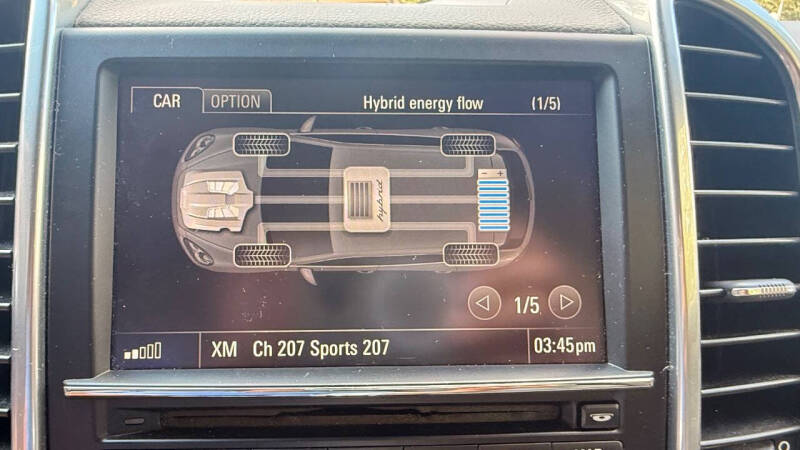 CAR OPTION Hybrid energy flow (1/5)
- +
hybrid
1/5
XM Ch 207 Sports 207 03:45pm